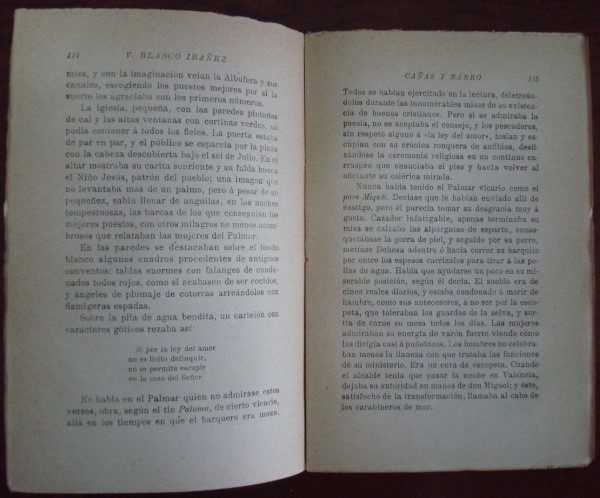 114 V. BLASCO IBAÑEZ
misa, y con la imaginación veían la Albufera y sus
canales, escogiendo los puestos mejores por si la
suerte les agraciaba con los primeros números.
La iglesia, pequeña, con las paredes pintadas
de cal y las altas ventanas con cortinas verdes, no
podía contener á todos los fieles. La puerta estaba
de par en par, y el público se esparcía por la plaza
con la cabeza descubierta bajo el sol de Julio. En el
altar mostraba su carita sonriente y su falda hueca
el Niño Jesús, patrón del pueblo: una imagen que
no levantaba más de un palmo, pero á pesar de su
pequeñez, sabía llenar de anguilas, en las noches
tempestuosas, las barcas de los que conseguían los
mejores puestos, con otros milagros no menos asom-
brosos que relataban las mujeres del Palmar.
En las paredes se destacaban sobre el fondo
blanco algunos cuadros procedentes de antiguos
conventos: tablas enormes con falanges de conde-
nados todos rojos, como si acabasen de ser cocidos,
y ángeles de plumaje de cotorras arreándolos con
flamígeras espadas.
Sobre la pila de agua bendita, un cartelón con
caracteres góticos rezaba así:
Si por la ley del amor
no es lícito delinquir,
no se permite escupir
en la casa del Señor.
No había en el Palmar quien no admirase estos
versos, obra, según el tío Paloma, de cierto vicario,
allá en los tiempos en que el barquero era mozo.
CAÑAS Y BARRO 115
Todos se habían ejercitado en la lectura, deletreán-
dolos durante las innumerables misas de su existen-
cia de buenos cristianos. Pero si se admiraba la
poesía, no se aceptaba el consejo, y los pescadores,
sin respeto alguno á «la ley del amor», tosían y es-
cupían con su crónica ronquera de anfibios, desli-
zándose la ceremonia religiosa en un continuo ca-
rraspeo que ensuciaba el piso y hacía volver al
oficiante su colérica mirada.
Nunca había tenido el Palmar vicario como el
pare Miquèl. Decíase que le habían enviado allí de
castigo, pero él parecía tomar su desgracia muy á
gusto. Cazador infatigable, apenas terminaba su
misa se calzaba las alpargatas de esparto, encas-
quetábase la gorra de piel, y seguido por su perro,
metíase Dehesa adentro ó hacía correr su barquito
por entre los espesos carrizales para tirar á las po-
llas de agua. Había que ayudarse un poco en su mi-
serable posición, según él decía. El sueldo era de
cinco reales diarios, y estaba condenado á morir de
hambre, como sus antecesores, á no ser por la esco-
peta, que toleraban los guardas de la selva, y sur-
tía de carne su mesa todos los días. Las mujeres
admiraban su energía de varón fuerte viendo cómo
las dirigía casi á puñetazos. Los hombres no celebra-
ban menos la llaneza con que trataba las funciones
de su ministerio. Era un cura de escopeta. Cuando
el alcalde tenía que pasar la noche en Valencia,
dejaba su autoridad en manos de don Miguel; y éste,
satisfecho de la transformación, llamaba al cabo de
los carabineros de mar.